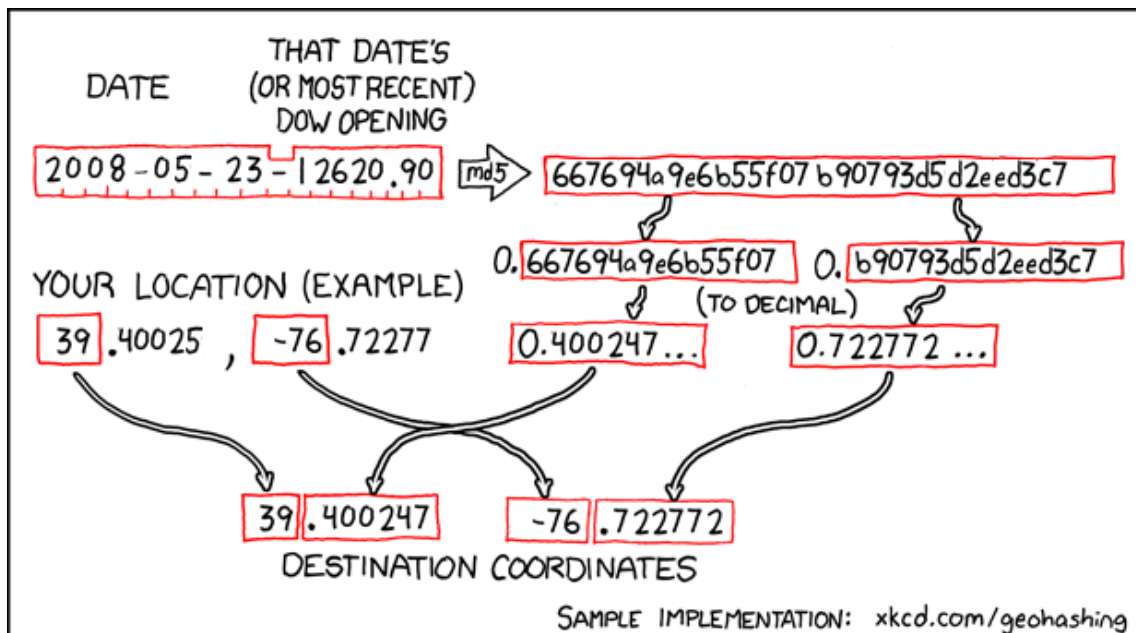 DATE
THAT DATE'S
(OR MOST RECENT)
DOW OPENING
2008-05-23-12620.90
md5
667694a9e6b55f07b90793d5d2eed3c7
0.667694a9e6b55f07
0.b90793d5d2eed3c7
(TO DECIMAL)
YOUR LOCATION (EXAMPLE)
39.40025, -76.72277
0.400247...
0.722772...
39.400247
-76.722772
DESTINATION COORDINATES
SAMPLE IMPLEMENTATION: xkcd.com/geohashing